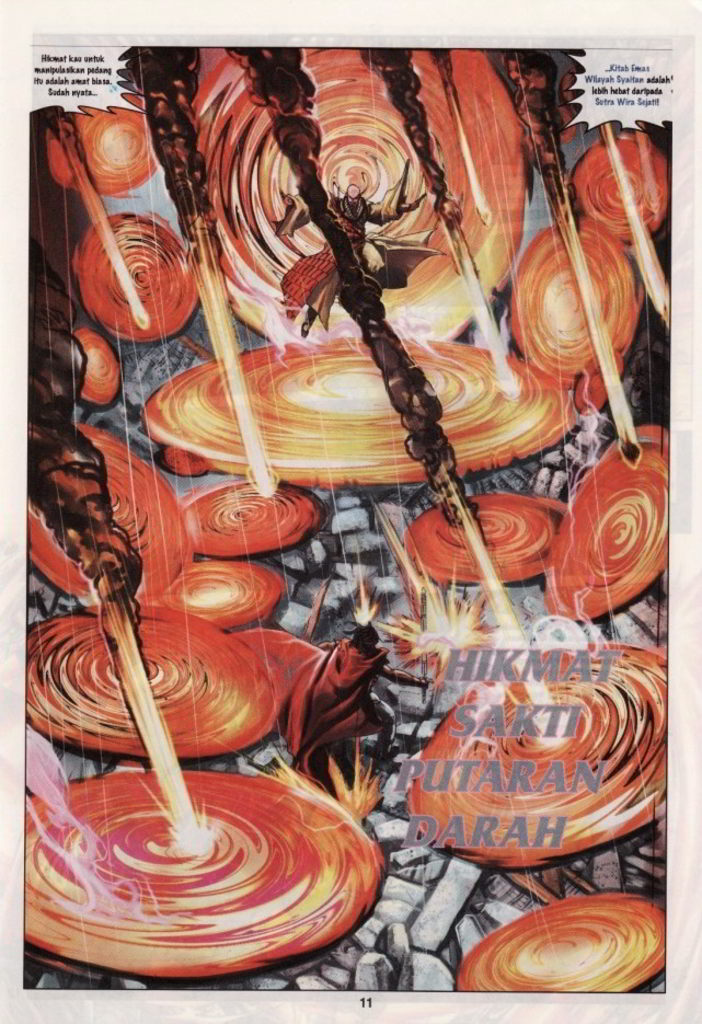 Hikmat kau untuk
manipulasikan pedang
itu adalah amat biasa.
Sudah nyata...
...Kitab Emas
Wilayah Syaitan adalah
lebih hebat daripada
Sutra Wira Sejati!
HIKMAT
SAKTI
PUTARAN
DARAH
11